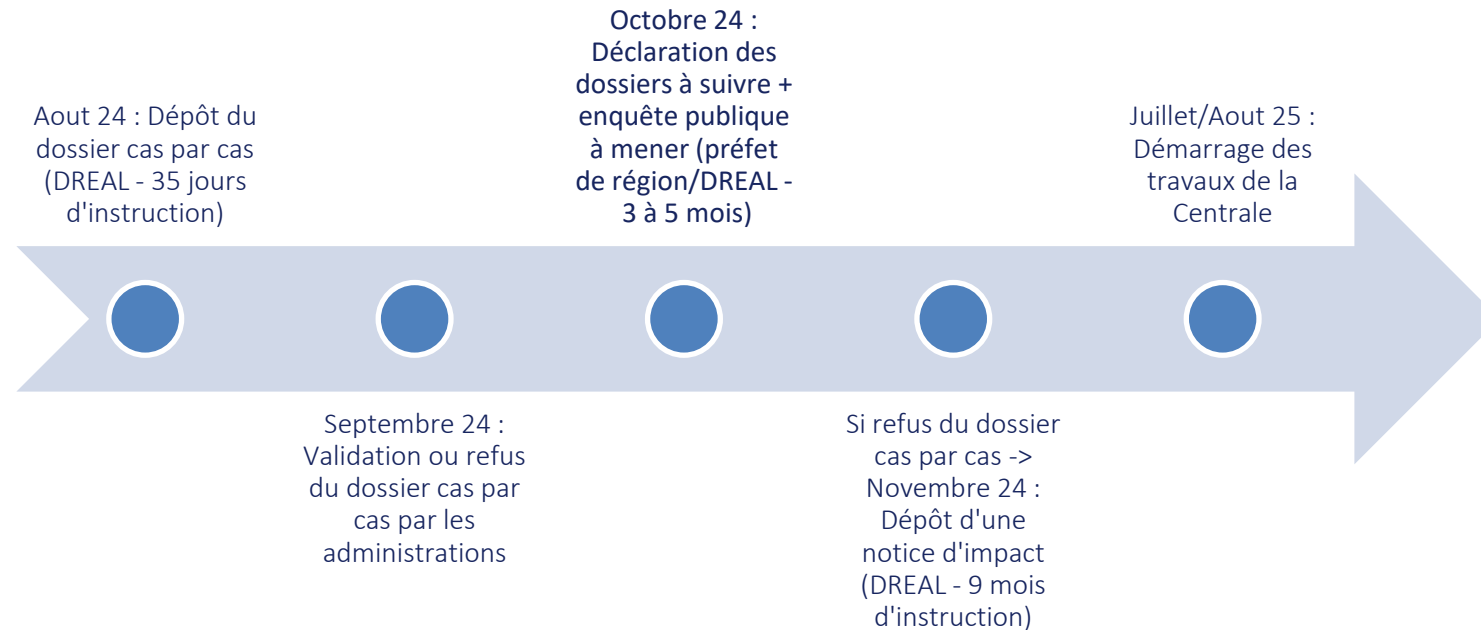 Aout 24 : Dépôt du
dossier cas par cas
(DREAL - 35 jours
d'instruction)
Septembre 24 :
Validation ou refus
du dossier cas par
cas par les
administrations
Octobre 24 :
Déclaration des
dossiers à suivre +
enquête publique
à mener (préfet
de région/DREAL -
3 à 5 mois)
Si refus du dossier
cas par cas ->
Novembre 24 :
Dépôt d'une
notice d'impact
(DREAL - 9 mois
d'instruction)
Juillet/Aout 25 :
Démarrage des
travaux de la
Centrale